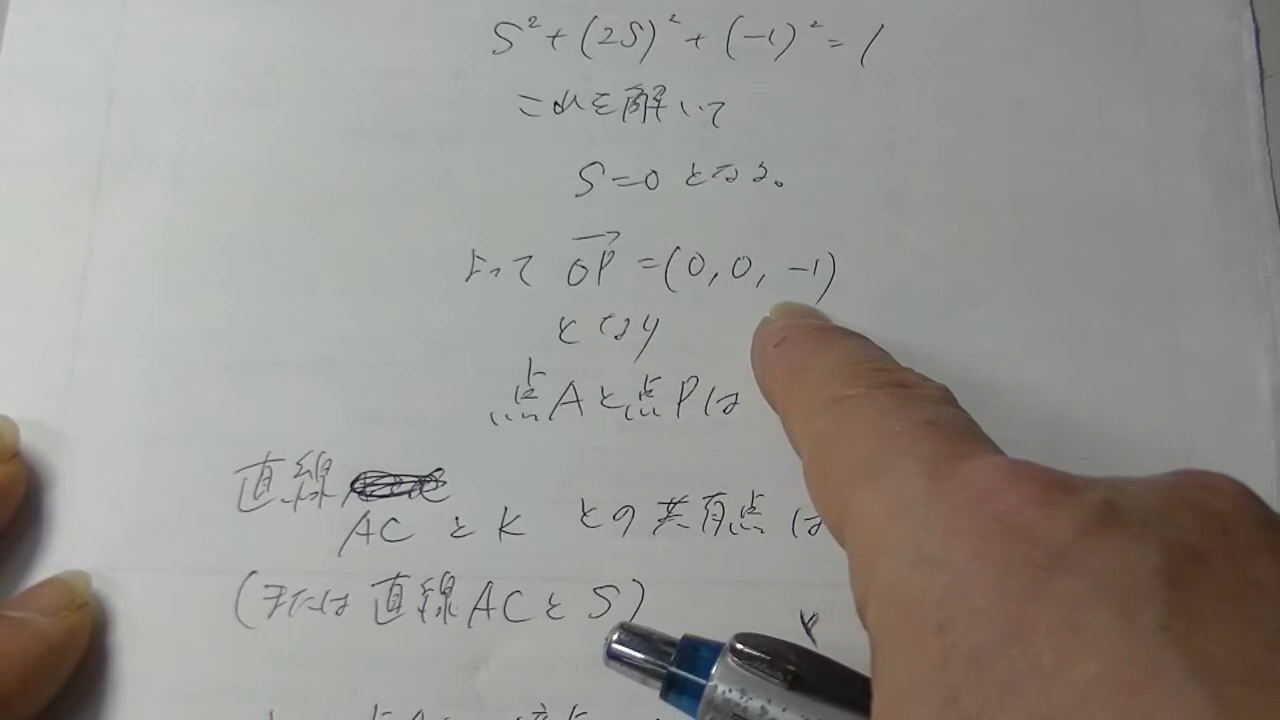 S²+(2S)²+(-1)²=1
これを解いて
S=0 となる。
よって OP→ =(0, 0, -1)
となり
点Aと点Pは
直線
AC と K との共有点は
(または直線ACとS)